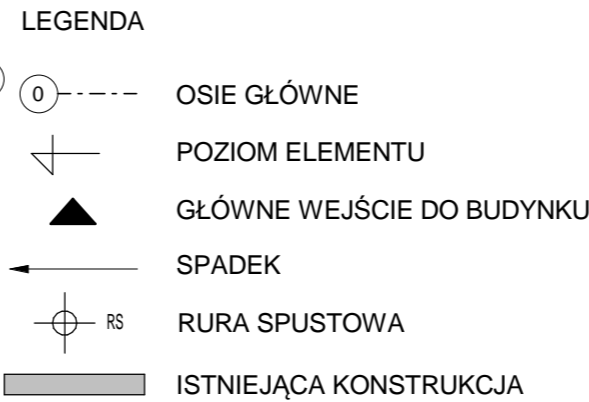 LEGENDA
0 OSIE GŁÓWNE
POZIOM ELEMENTU
GŁÓWNE WEJŚCIE DO BUDYNKU
SPADEK
RS RURA SPUSTOWA
ISTNIEJĄCA KONSTRUKCJA